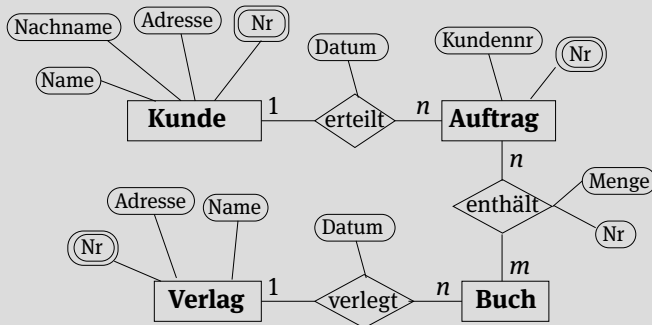 Nachname
Adresse
Nr
Name
Datum
Kundennr
Nr
Kunde
1
erteilt
n
Auftrag
n
enthält
Menge
Nr
m
Adresse
Name
Nr
Datum
Verlag
1
verlegt
n
Buch